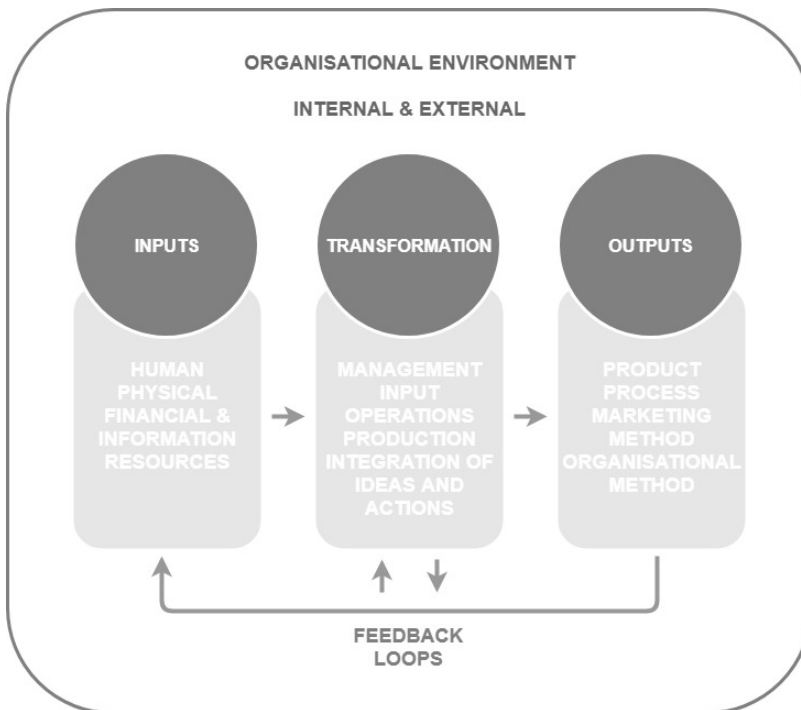 ORGANISATIONAL ENVIRONMENT
INTERNAL & EXTERNAL
INPUTS
HUMAN
PHYSICAL
FINANCIAL &
INFORMATION
RESOURCES
TRANSFORMATION
MANAGEMENT
INPUT
OPERATIONS
PRODUCTION
INTEGRATION OF
IDEAS AND
ACTIONS
OUTPUTS
PRODUCT
PROCESS
MARKETING
METHOD
ORGANISATIONAL
METHOD
FEEDBACK
LOOPS